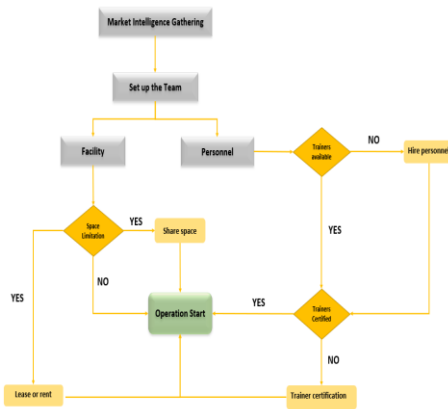 Market Intelligence Gathering
Set up the Team
Facility
Personnel
Trainers
available
NO
Hire personnel
Space
Limitation
YES
Share space
YES
YES
NO
Operation Start
YES
Trainers
Certified
NO
Lease or rent
Trainer certification